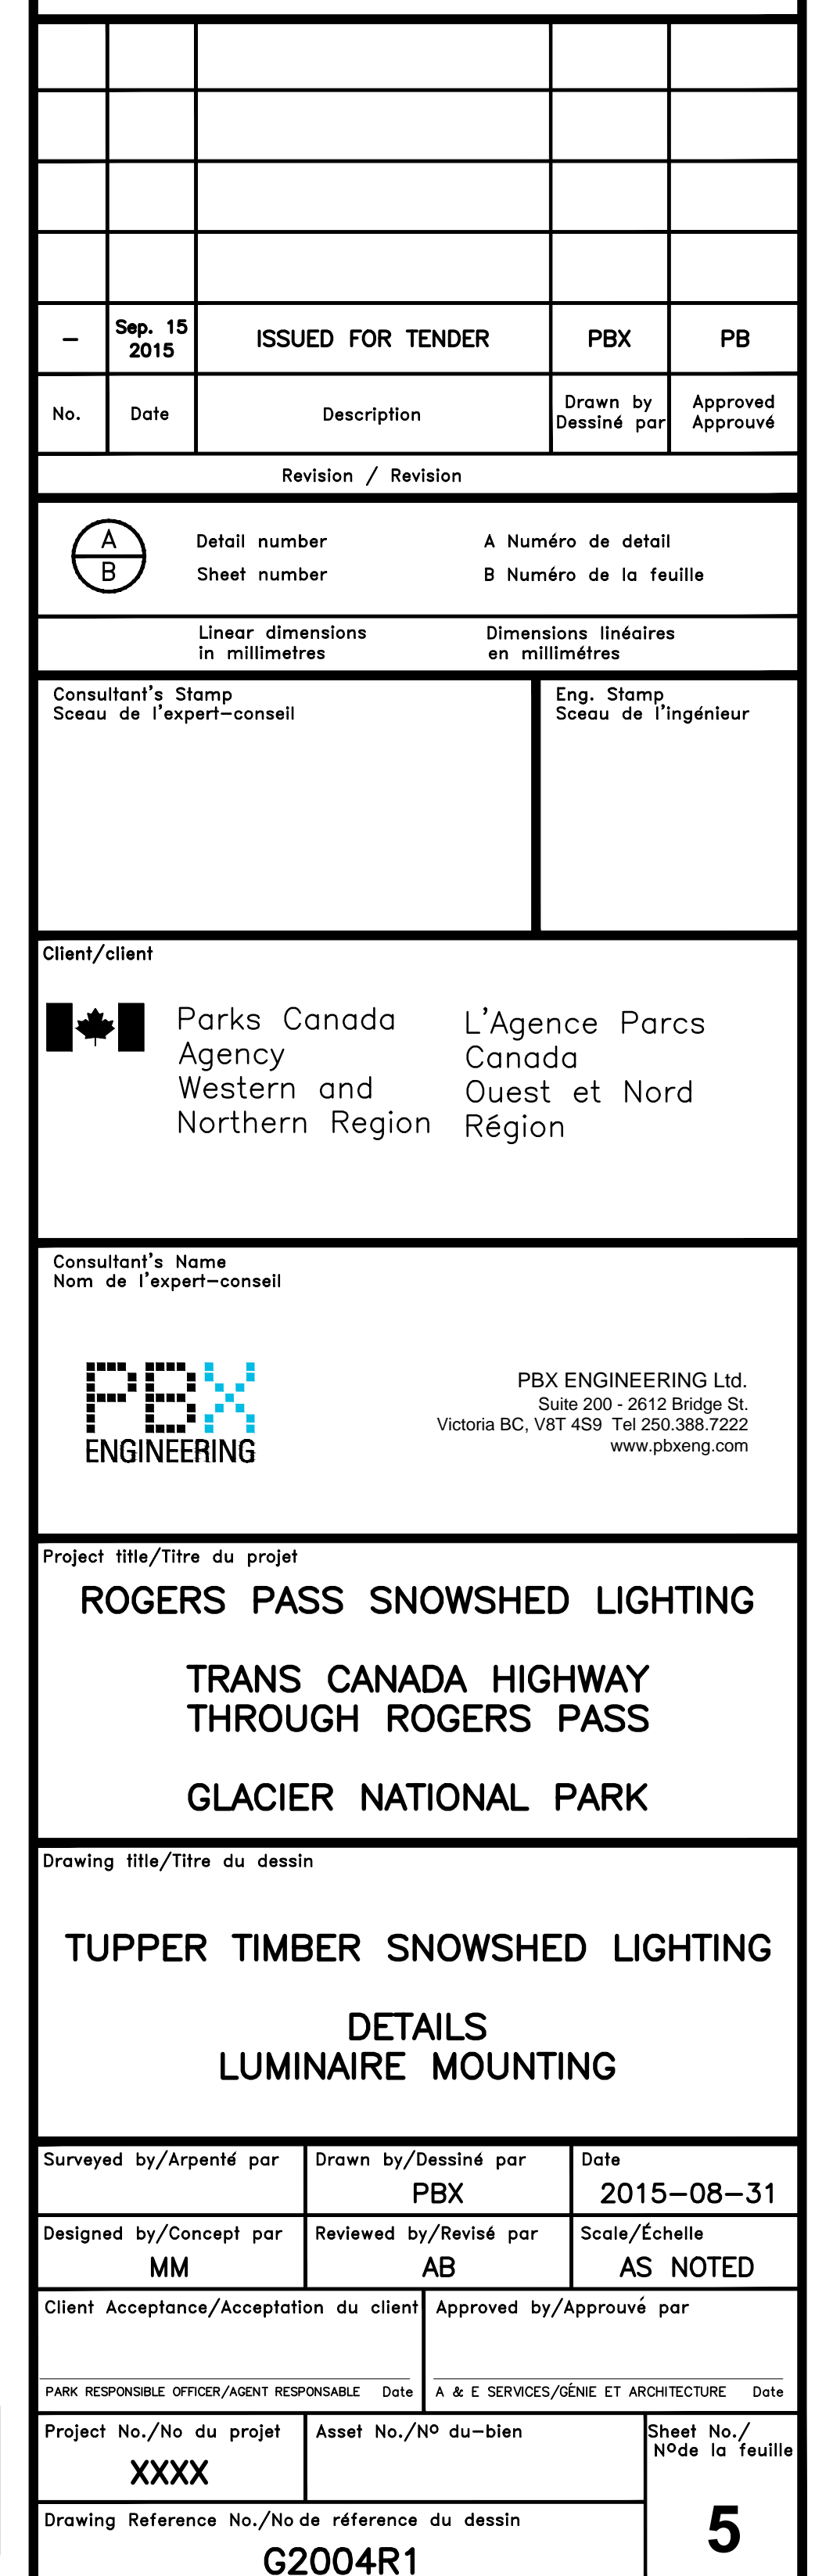 Sep. 15
2015
– ISSUED FOR TENDER PBX PB
No. Date Description Drawn by Dessiné par Approved Approuvé
Revision / Revision
A
B
Detail number A Numéro de detail
Sheet number B Numéro de la feuille
Linear dimensions Dimensions linéaires
in millimetres en millimétres
Consultant's Stamp Eng. Stamp
Sceau de l'expert-conseil Sceau de l'ingénieur
Client/client
Parks Canada
Agency
Western and
Northern Region
L'Agence Parcs
Canada
Ouest et Nord
Région
Consultant's Name
Nom de l'expert-conseil
PBX
ENGINEERING
PBX ENGINEERING Ltd.
Suite 200 - 2612 Bridge St.
Victoria BC, V8T 4S9 Tel 250.388.7222
www.pbxeng.com
Project title/Titre du projet
ROGERS PASS SNOWSHED LIGHTING
TRANS CANADA HIGHWAY
THROUGH ROGERS PASS
GLACIER NATIONAL PARK
Drawing title/Titre du dessin
TUPPER TIMBER SNOWSHED LIGHTING
DETAILS
LUMINAIRE MOUNTING
Surveyed by/Arpenté par Drawn by/Dessiné par Date
PBX 2015-08-31
Designed by/Concept par Reviewed by/Revisé par Scale/Échelle
MM AB AS NOTED
Client Acceptance/Acceptation du client Approved by/Approuvé par
PARK RESPONSIBLE OFFICER/AGENT RESPONSABLE Date A & E SERVICES/GÉNIE ET ARCHITECTURE Date
Project No./No du projet Asset No./Nº du-bien Sheet No./
Nºde la feuille
XXXX
Drawing Reference No./No de réference du dessin
5
G2004R1